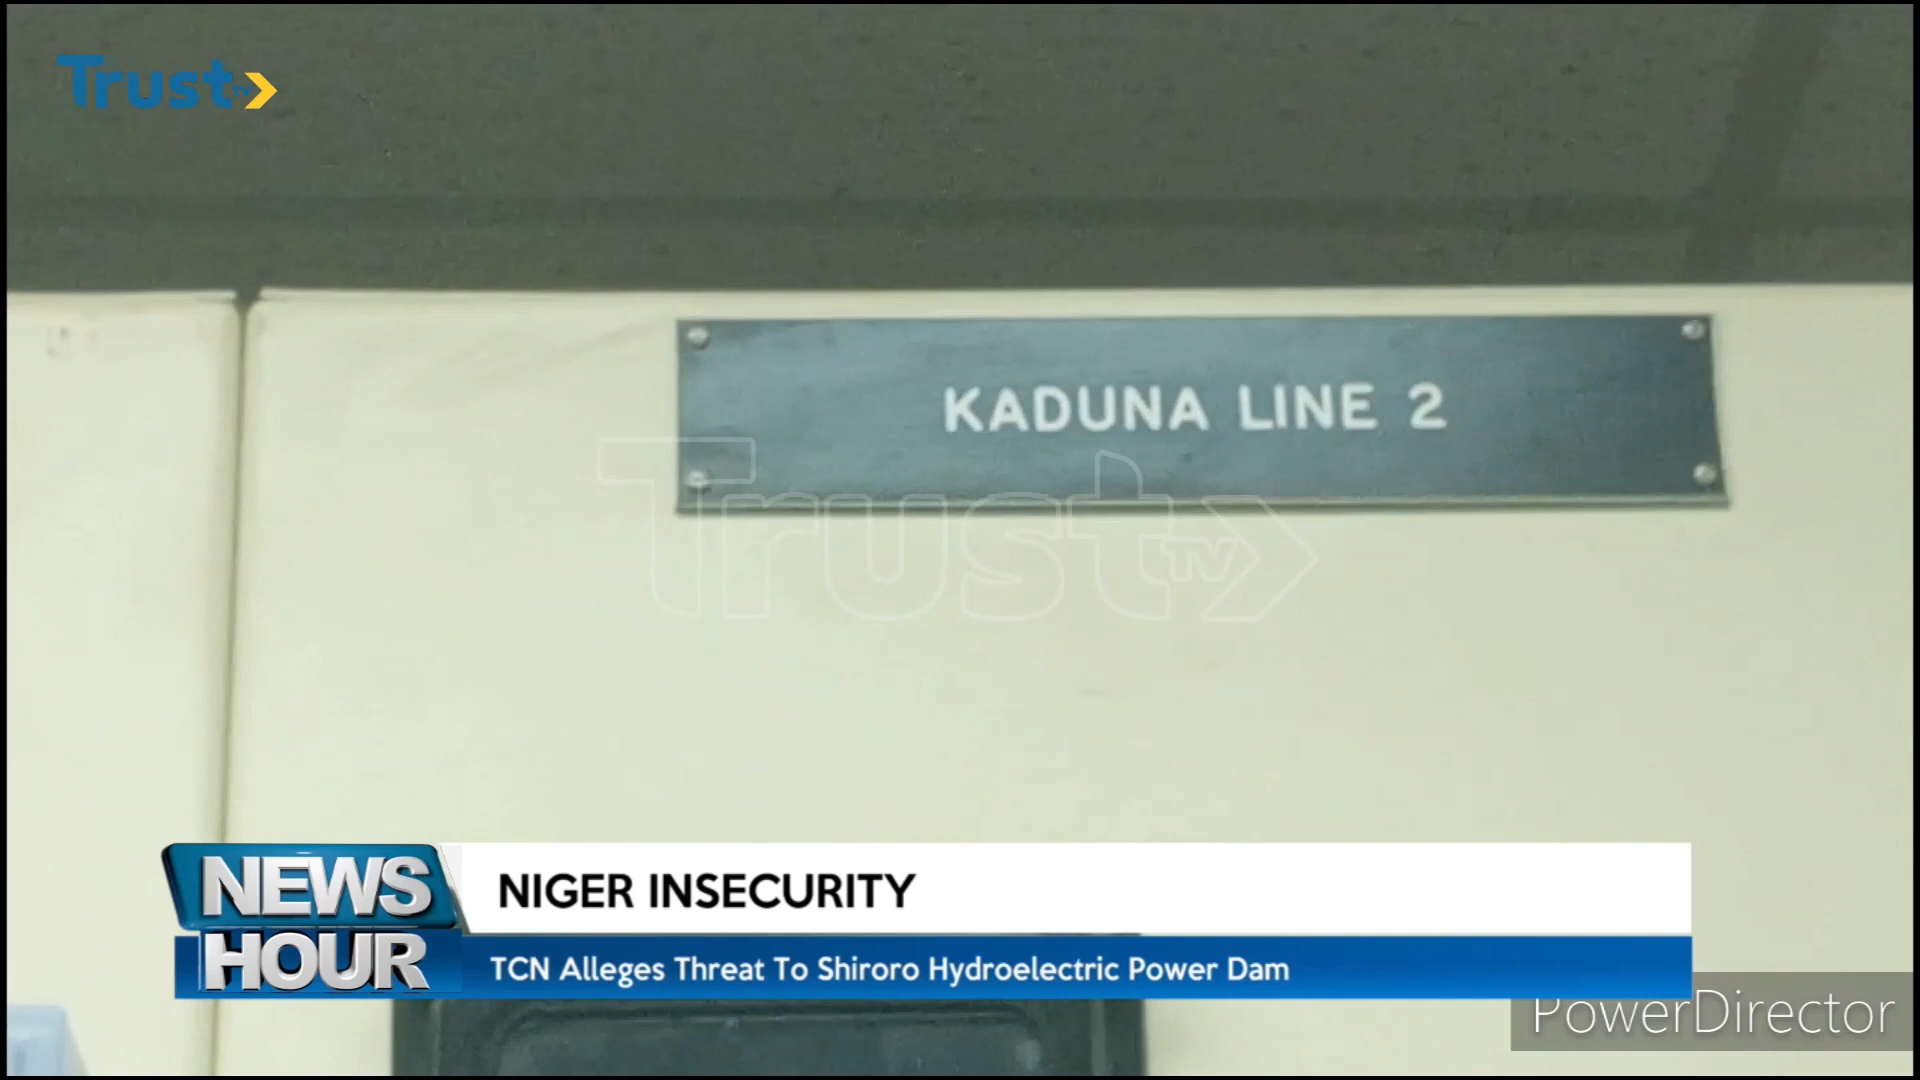 Trust TV
KADUNA LINE 2
Trust TV
NEWS
HOUR
NIGER INSECURITY
TCN Alleges Threat To Shiroro Hydroelectric Power Dam
PowerDirector